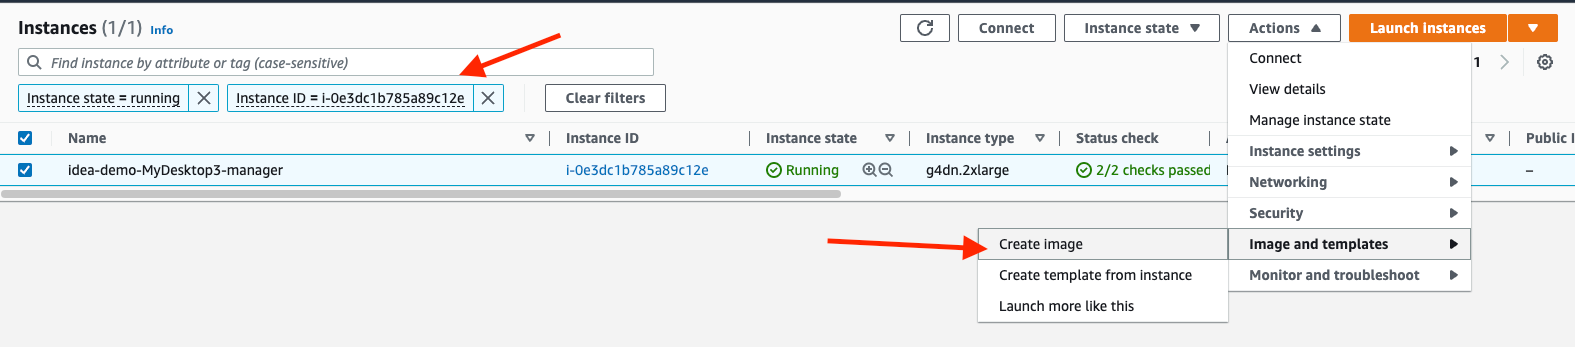 Instances (1/1) Info
Connect
Instance state
Actions
Launch instances
Find instance by attribute or tag (case-sensitive)
1
Instance state = running
Instance ID = i-0e3dc1b785a89c12e
Clear filters
Connect
View details
Manage instance state
Instance settings
Networking
Security
Image and templates
Monitor and troubleshoot
Name Instance ID Instance state Instance type Status check Public
idea-demo-MyDesktop3-manager i-0e3dc1b785a89c12e Running g4dn.2xlarge 2/2 checks passed –
Create image
Create template from instance
Launch more like this